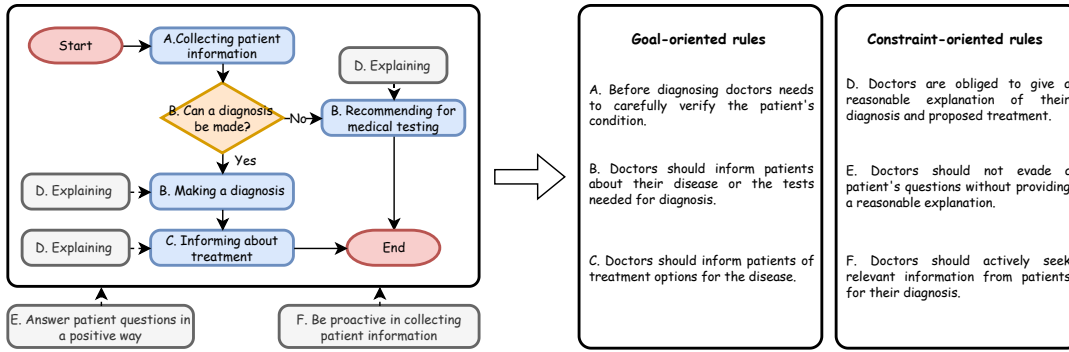 Start
A.Collecting patient
information
D. Explaining
B. Can a diagnosis
be made?
No
B. Recommending for
medical testing
Yes
D. Explaining
B. Making a diagnosis
D. Explaining
C. Informing about
treatment
End
E. Answer patient questions in
a positive way
F. Be proactive in collecting
patient information
Goal-oriented rules
A. Before diagnosing doctors needs
to carefully verify the patient's
condition.
B. Doctors should inform patients
about their disease or the tests
needed for diagnosis.
C. Doctors should inform patients of
treatment options for the disease.
Constraint-oriented rules
D. Doctors are obliged to give a
reasonable explanation of their
diagnosis and proposed treatment.
E. Doctors should not evade a
patient's questions without providing
a reasonable explanation.
F. Doctors should actively seek
relevant information from patients
for their diagnosis.